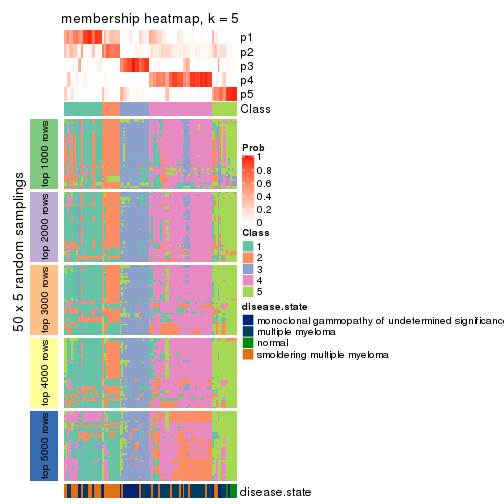 membership heatmap, k = 5
p1
p2
p3
p4
p5
Class
50 x 5 random samplings
top 1000 rows
top 2000 rows
top 3000 rows
top 4000 rows
top 5000 rows
disease.state
Prob
1
0.8
0.6
0.4
0.2
0
Class
1
2
3
4
5
disease.state
monoclonal gammopathy of undetermined significance
multiple myeloma
normal
smoldering multiple myeloma